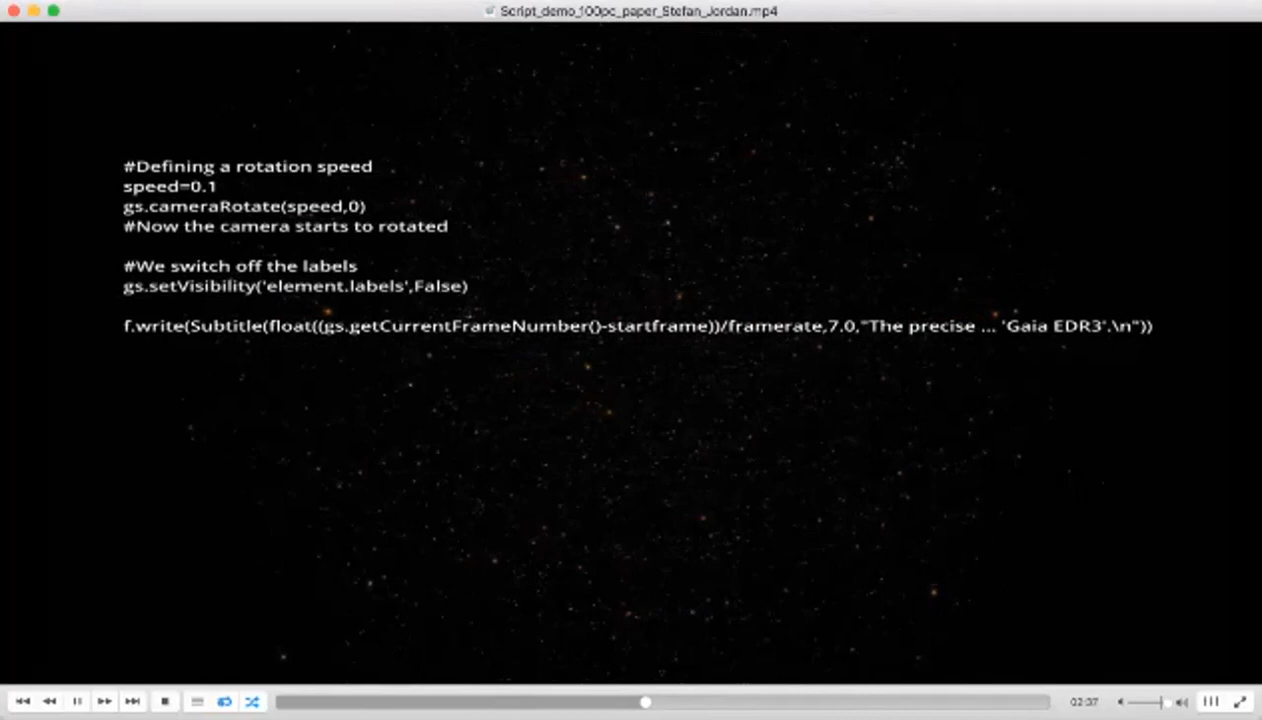 Script_demo_100pc_paper_Stefan_Jordan.mp4
#Defining a rotation speed
speed=0.1
gs.cameraRotate(speed,0)
#Now the camera starts to rotated
#We switch off the labels
gs.setVisibility('element.labels',False)
f.write(Subtitle(float((gs.getCurrentFrameNumber()-startframe))/framerate,7.0,"The precise ... 'Gaia EDR3'.\n"))
02:37